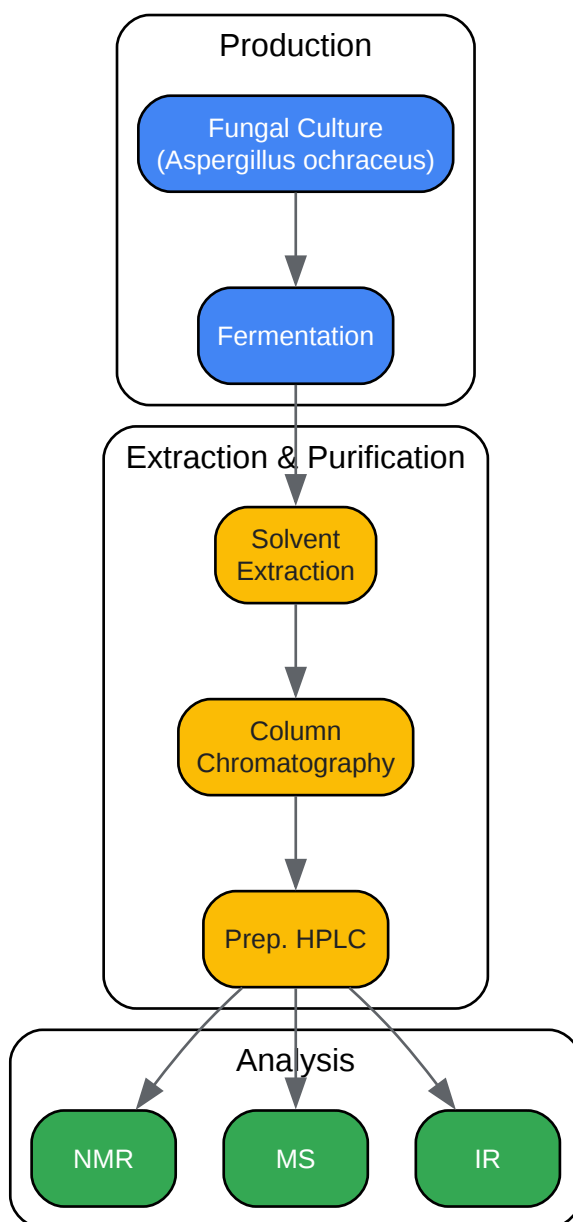 Production
Fungal Culture
(Aspergillus ochraceus)
Fermentation
Extraction & Purification
Solvent
Extraction
Column
Chromatography
Prep. HPLC
Analysis
NMR
MS
IR